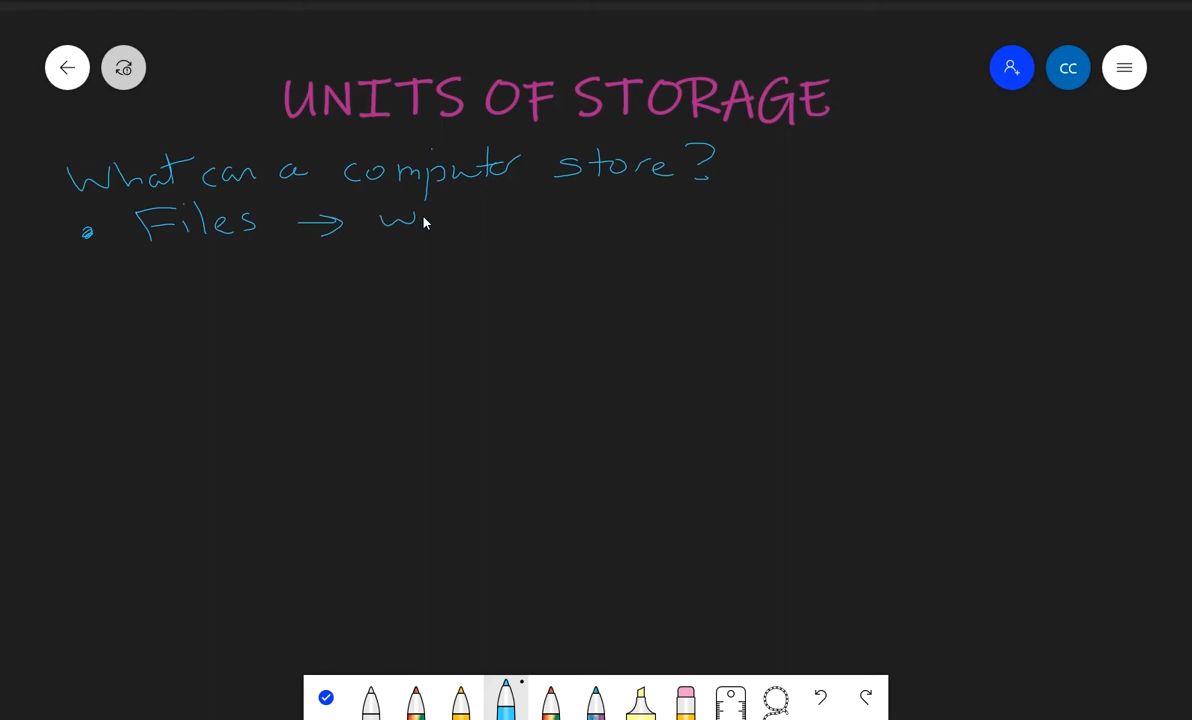 CC
UNITS OF STORAGE
What can a computer store?
• Files → w